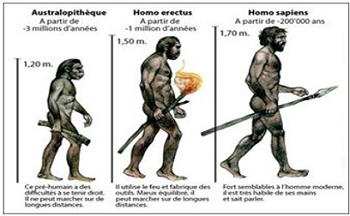 Australopithèque
À partir de
-3 millions d'années
1,20 m.
Ce pré-humain a des
difficultés à se tenir droit.
Il ne peut marcher sur de
longues distances.
Homo erectus
À partir de
-1 million d'années
1,50 m.
Il utilise le feu et fabrique des
outils. Mieux équilibré, il
peut marcher sur de longues
distances.
Homo sapiens
À partir de -200'000 ans
1,70 m.
Fort semblables à l'homme moderne,
il est très habile de ses mains
et sait parler.